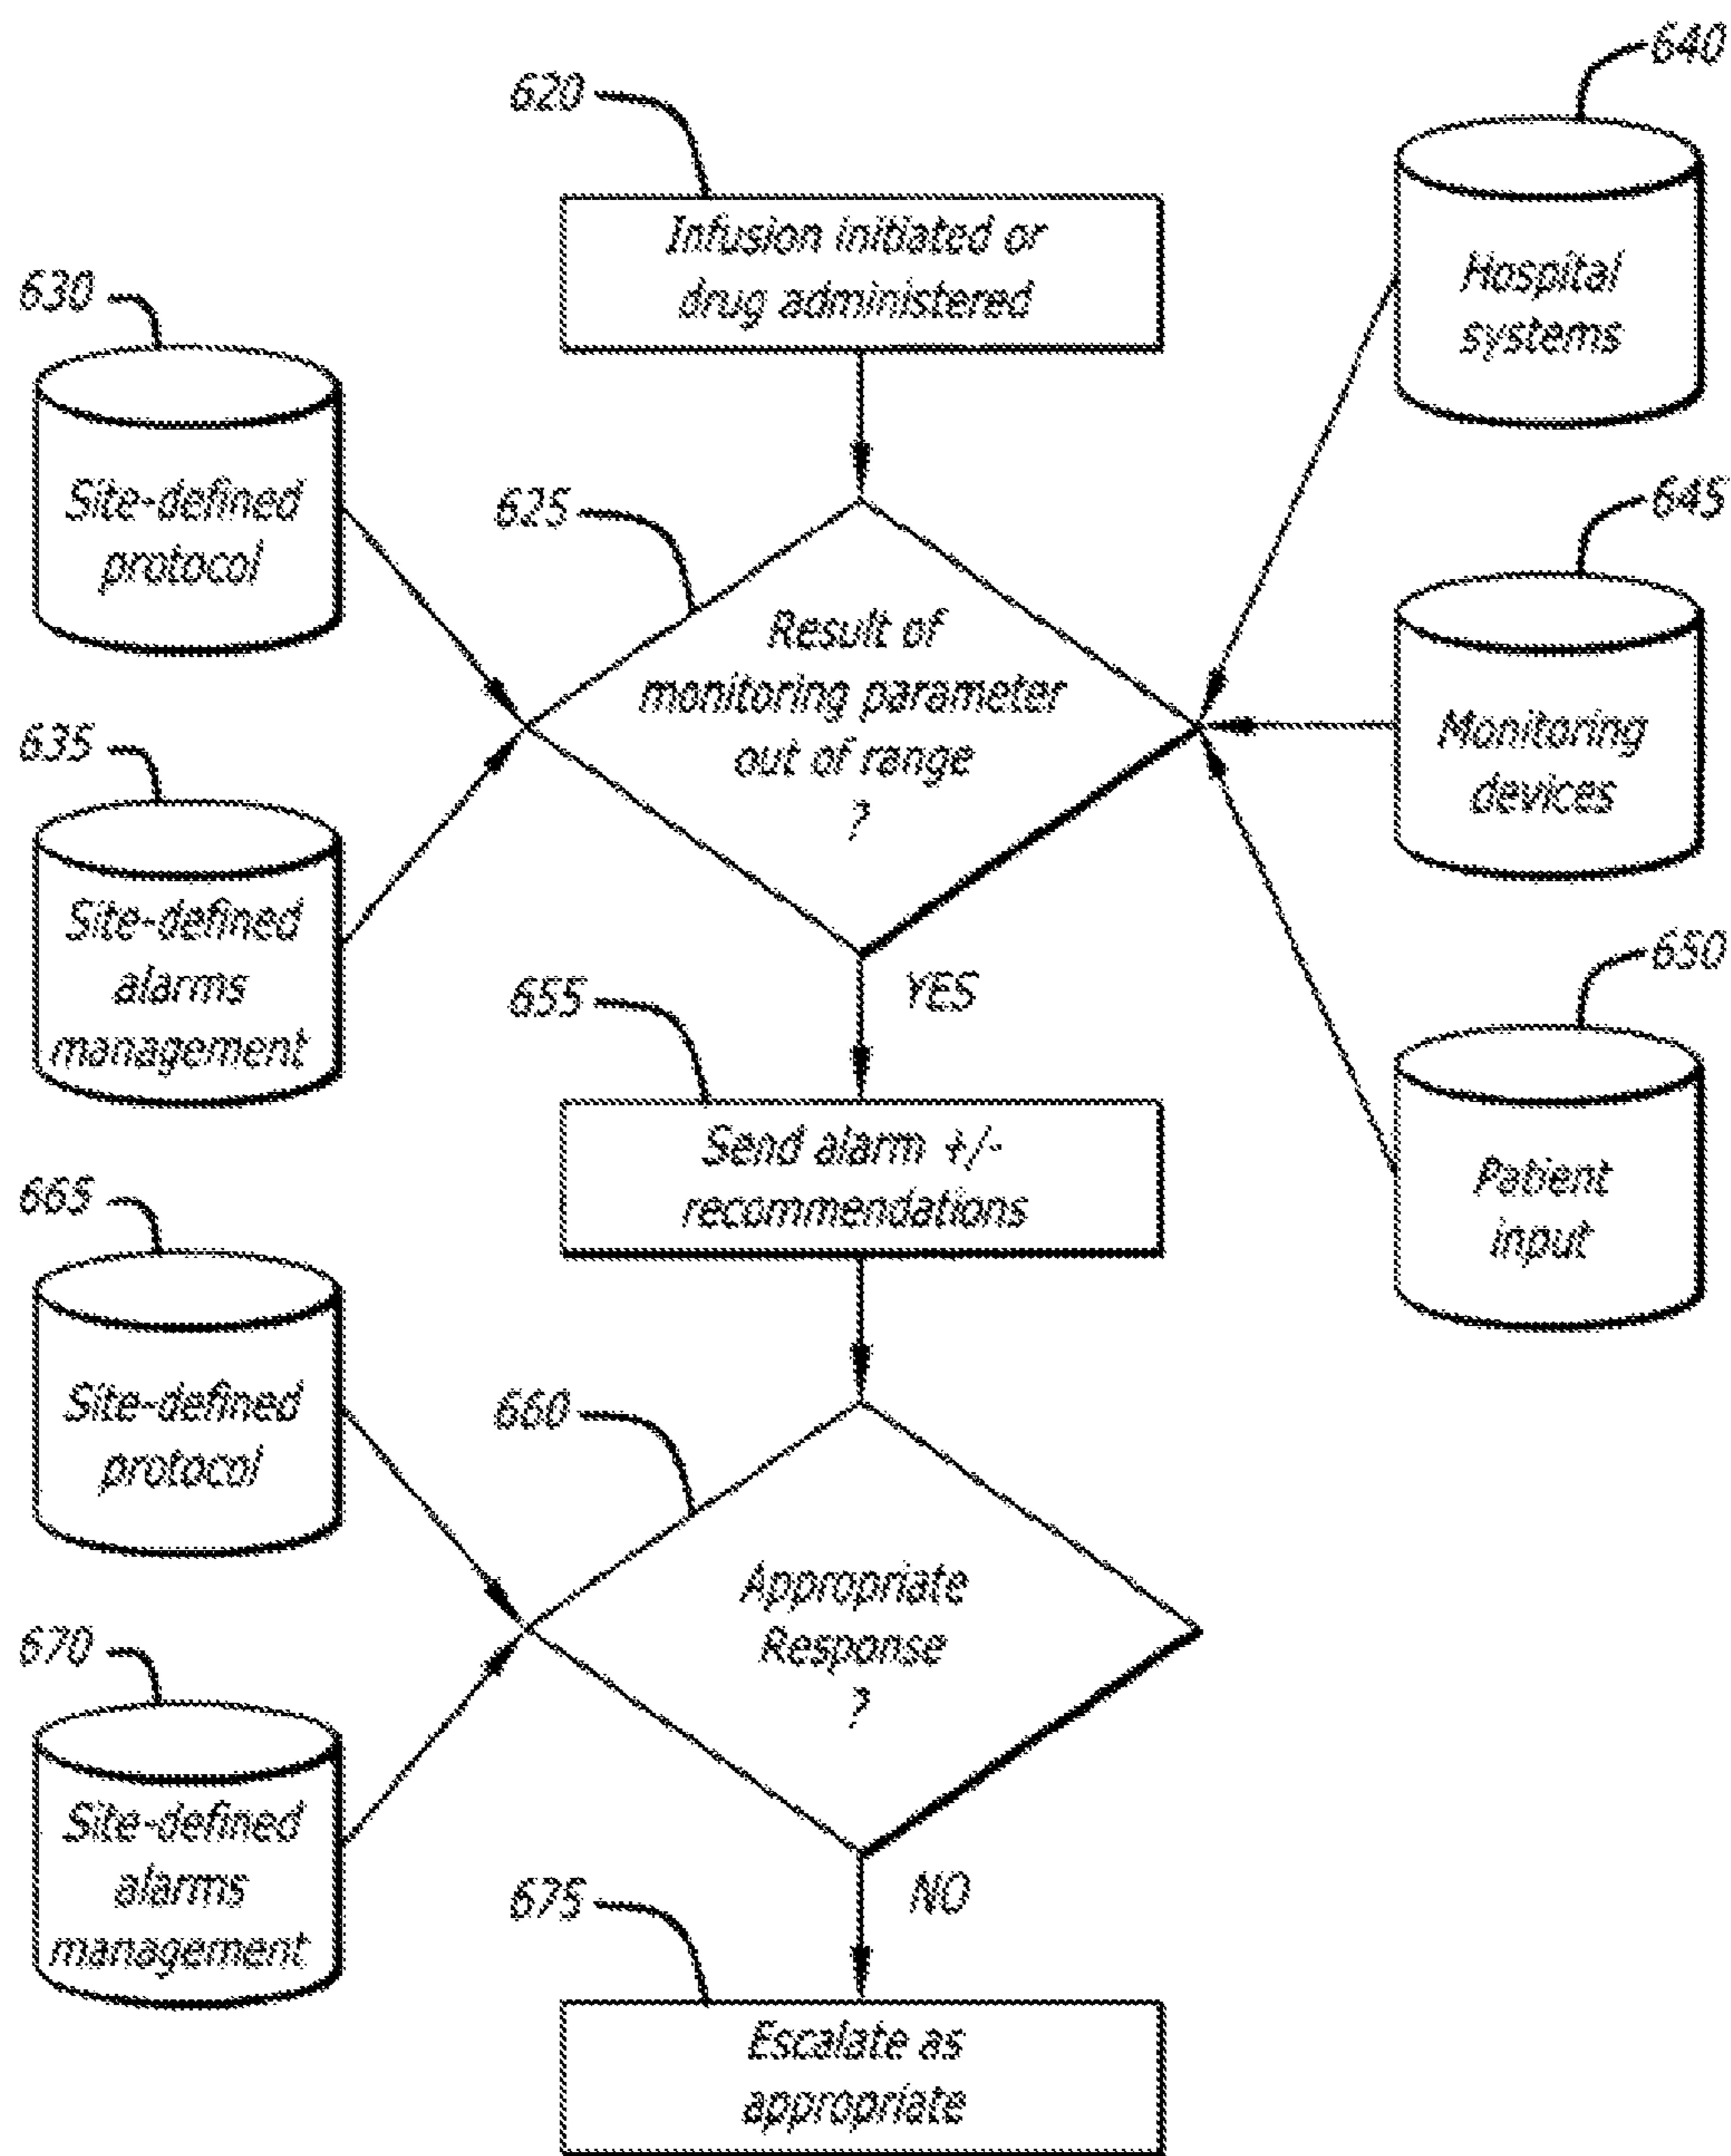 640
620
Infusion initiated or
drug administered
Hospital
systems
630
Site-defined
protocol
625
645
Result of
monitoring parameter
out of range
?
Monitoring
devices
635
Site-defined
alarms
management
YES
650
655
Send alarm +/-
recommendations
Patient
input
665
Site-defined
protocol
660
Appropriate
Response
?
670
Site-defined
alarms
management
NO
675
Escalate as
appropriate